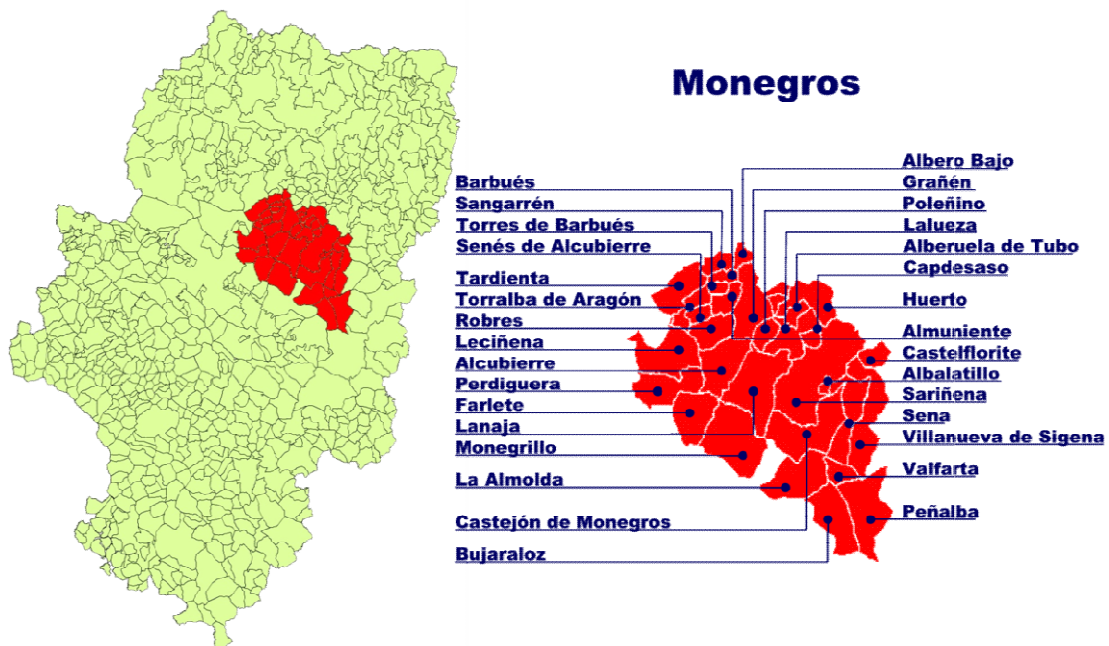 Monegros
Barbués
Sangarrén
Torres de Barbués
Senés de Alcubierre
Tardienta
Torralba de Aragón
Robres
Leciñena
Alcubierre
Perdiguera
Farlete
Lanaja
Monegrillo
La Almolda
Castejón de Monegros
Bujaraloz
Albero Bajo
Grañén
Poleñino
Lalueza
Alberuela de Tubo
Capdesaso
Huerto
Almuniente
Castelflorite
Albalatillo
Sariñena
Sena
Villanueva de Sigena
Valfarta
Peñalba